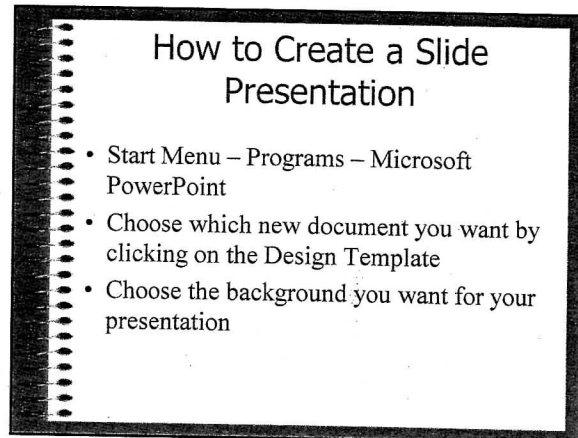 How to Create a Slide
Presentation
• Start Menu – Programs – Microsoft
PowerPoint
• Choose which new document you want by
clicking on the Design Template
• Choose the background you want for your
presentation